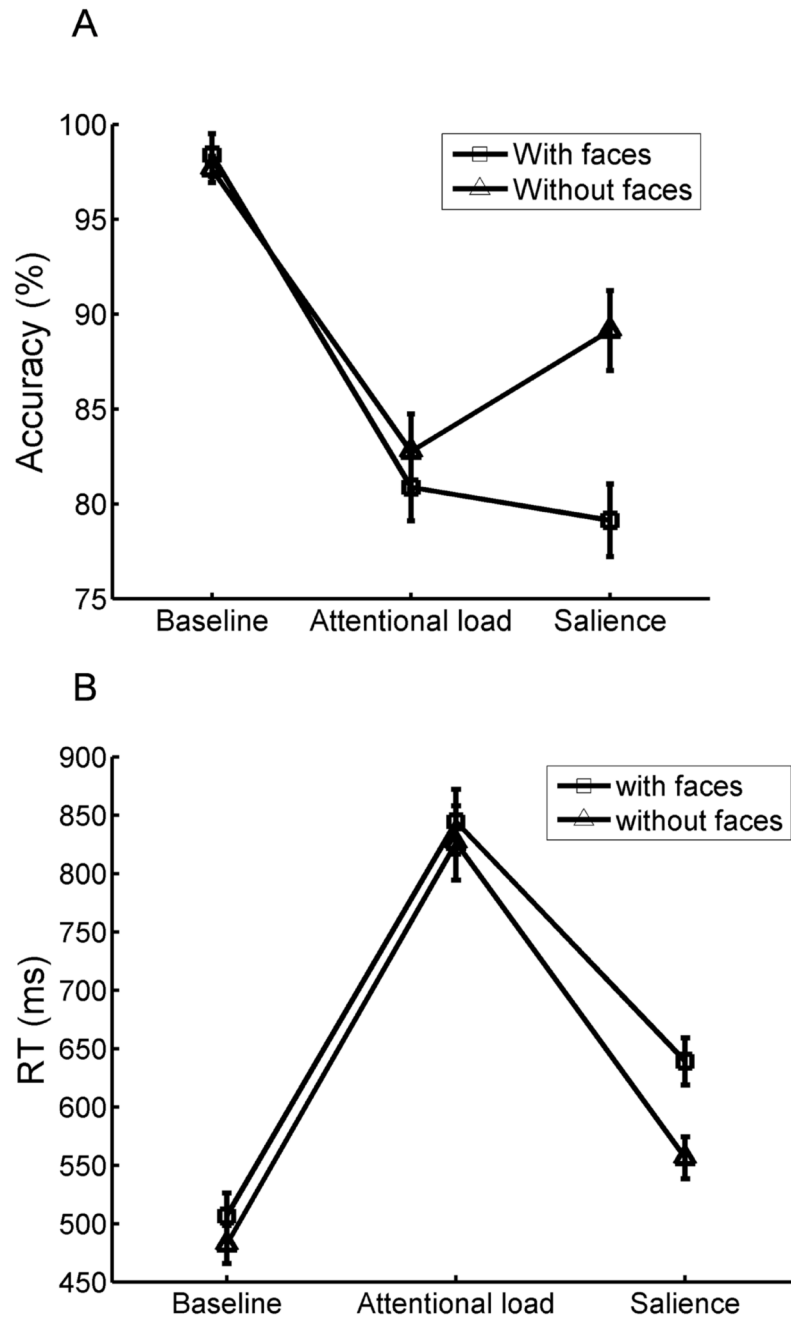 A
With faces
Without faces
Accuracy (%)
100
95
90
85
80
75
Baseline Attentional load Salience
B
with faces
without faces
RT (ms)
900
850
800
750
700
650
600
550
500
450
Baseline Attentional load Salience